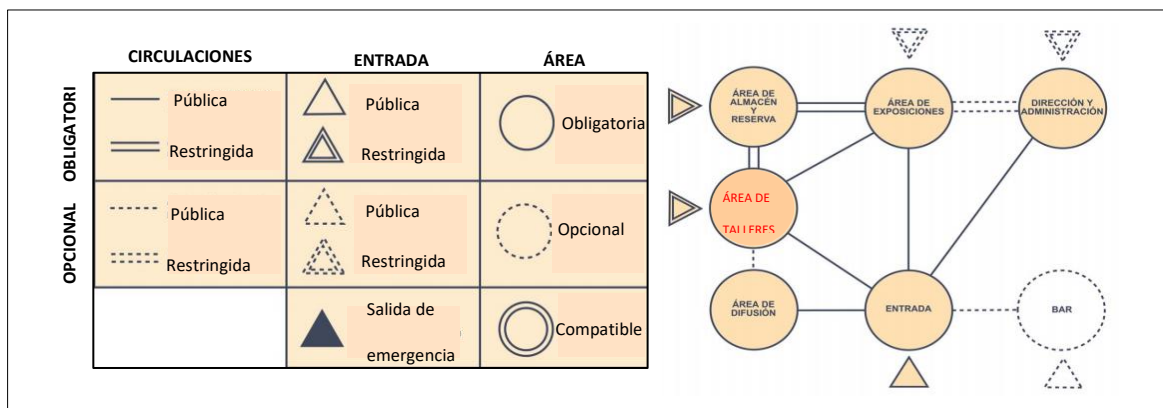 CIRCULACIONES
ENTRADA
ÁREA
OBLIGATORI
Pública
Pública
Obligatoria
Restringida
Restringida
OPCIONAL
Pública
Pública
Opcional
Restringida
Restringida
Salida de
emergencia
Compatible
ÁREA DE
ALMACÉN
Y
RESERVA
ÁREA DE
EXPOSICIONES
DIRECCIÓN Y
ADMINISTRACIÓN
ÁREA DE
TALLERES
ÁREA DE
DIFUSIÓN
ENTRADA
BAR